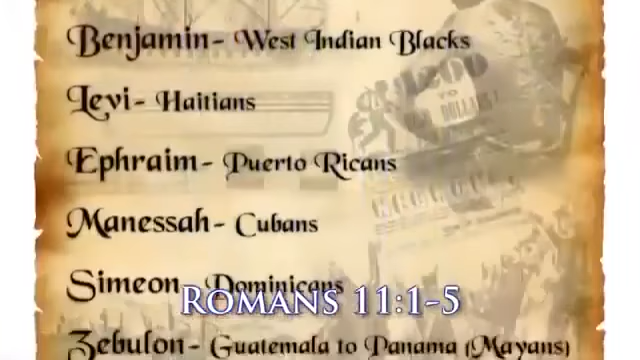 Benjamin- West Indian Blacks
Levi- Haitians
Ephraim- Puerto Ricans
Manessah- Cubans
Simeon- Dominicans
ROMANS 11:1-5
Zebulon- Guatemala to Panama (Mayans)